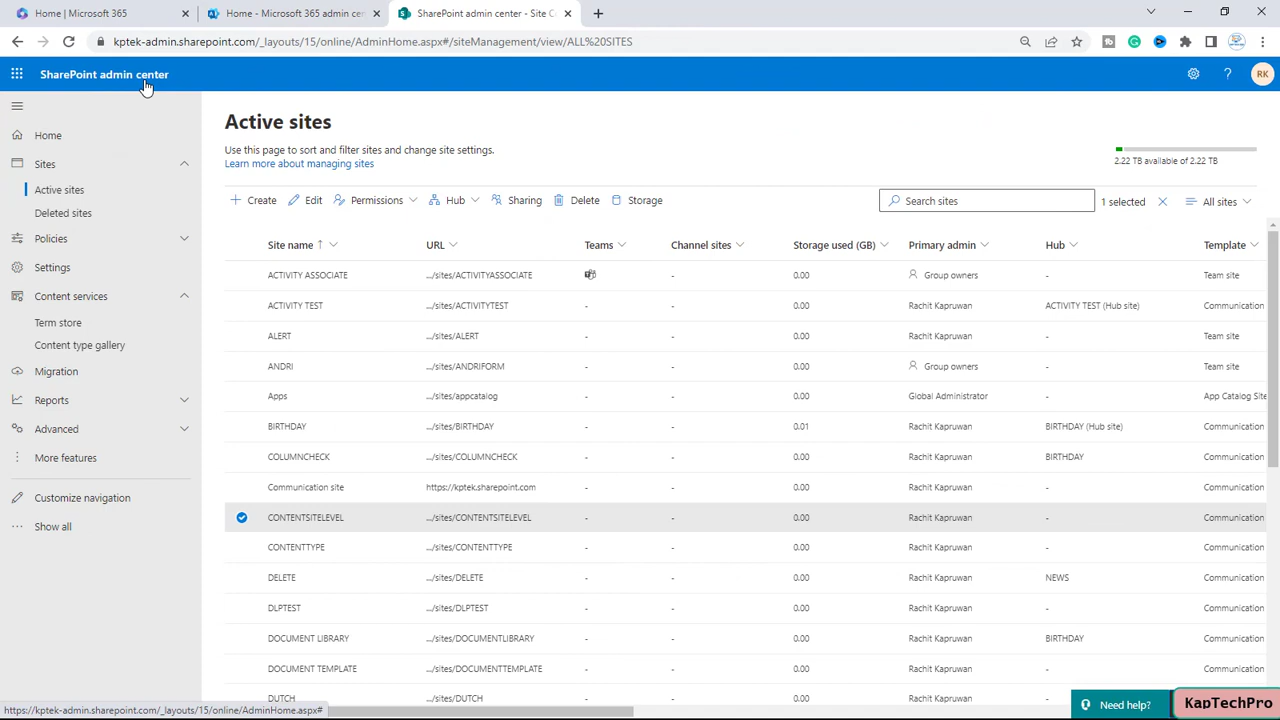 Home | Microsoft 365
Home - Microsoft 365 admin cen
SharePoint admin center - Site C
kptek-admin.sharepoint.com/_layouts/15/online/AdminHome.aspx#/siteManagement/view/ALL%20SITES
SharePoint admin center
RK
Home
Sites
Active sites
Deleted sites
Policies
Settings
Content services
Term store
Content type gallery
Migration
Reports
Advanced
More features
Customize navigation
Show all
Active sites
Use this page to sort and filter sites and change site settings.
Learn more about managing sites
2.22 TB available of 2.22 TB
Create Edit Permissions Hub Sharing Delete Storage Search sites 1 selected All sites
Site name URL Teams Channel sites Storage used (GB) Primary admin Hub Template
ACTIVITY ASSOCIATE .../sites/ACTIVITYASSOCIATE - 0.00 Group owners - Team site
ACTIVITY TEST .../sites/ACTIVITYTEST - - 0.00 Rachit Kapruwan ACTIVITY TEST (Hub site) Communication
ALERT .../sites/ALERT - - 0.00 Rachit Kapruwan - Team site
ANDRI .../sites/ANDRIFORM - - 0.00 Group owners - Team site
Apps .../sites/appcatalog - - 0.00 Global Administrator - App Catalog Site
BIRTHDAY .../sites/BIRTHDAY - - 0.01 Rachit Kapruwan BIRTHDAY (Hub site) Communication
COLUMNCHECK .../sites/COLUMNCHECK - - 0.00 Rachit Kapruwan BIRTHDAY Communication
Communication site https://kptek.sharepoint.com - - 0.00 Rachit Kapruwan - Communication
CONTENTSITELEVEL .../sites/CONTENTSITELEVEL - - 0.00 Rachit Kapruwan - Communication
CONTENTTYPE .../sites/CONTENTTYPE - - 0.00 Rachit Kapruwan - Communication
DELETE .../sites/DELETE - - 0.00 Rachit Kapruwan NEWS Communication
DLPTEST .../sites/DLPTEST - - 0.00 Rachit Kapruwan - Communication
DOCUMENT LIBRARY .../sites/DOCUMENTLIBRARY - - 0.00 Rachit Kapruwan BIRTHDAY Communication
DOCUMENT TEMPLATE .../sites/DOCUMENTTEMPLATE - - 0.00 Rachit Kapruwan - Communication
DUTCH .../sites/DUTCH - - 0.00 Rachit Kapruwan - Communication
https://kptek-admin.sharepoint.com/_layouts/15/online/AdminHome.aspx#
Need help?
KapTechPro